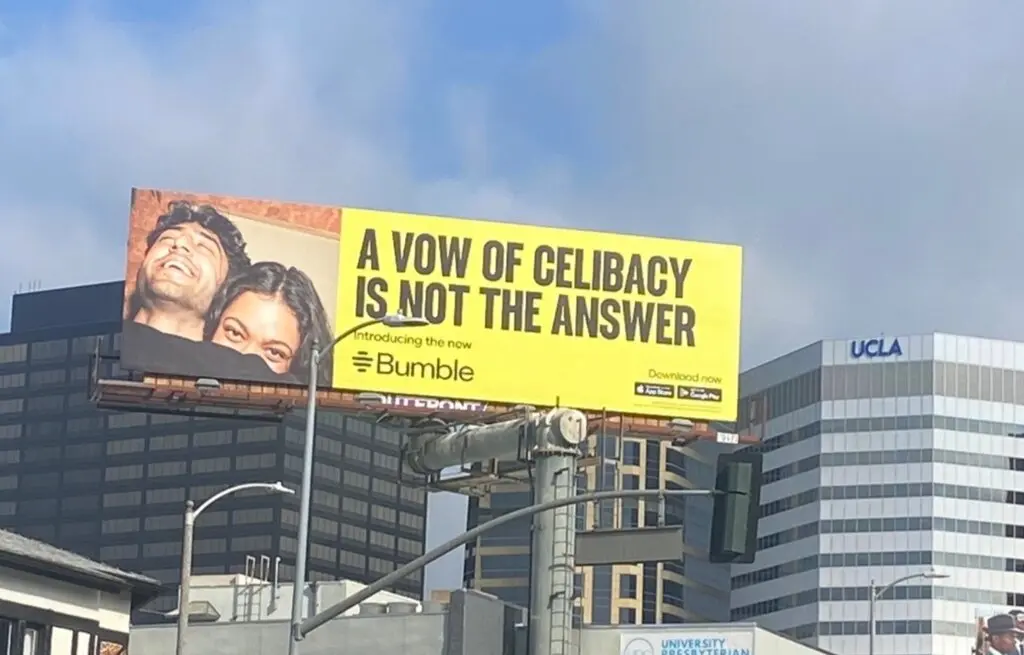 A VOW OF CELIBACY
IS NOT THE ANSWER
Introducing the new
Bumble
Download now
App Store
Google Play
OUTFRONT/
UCLA
UNIVERSITY
PRESBYTERIAN